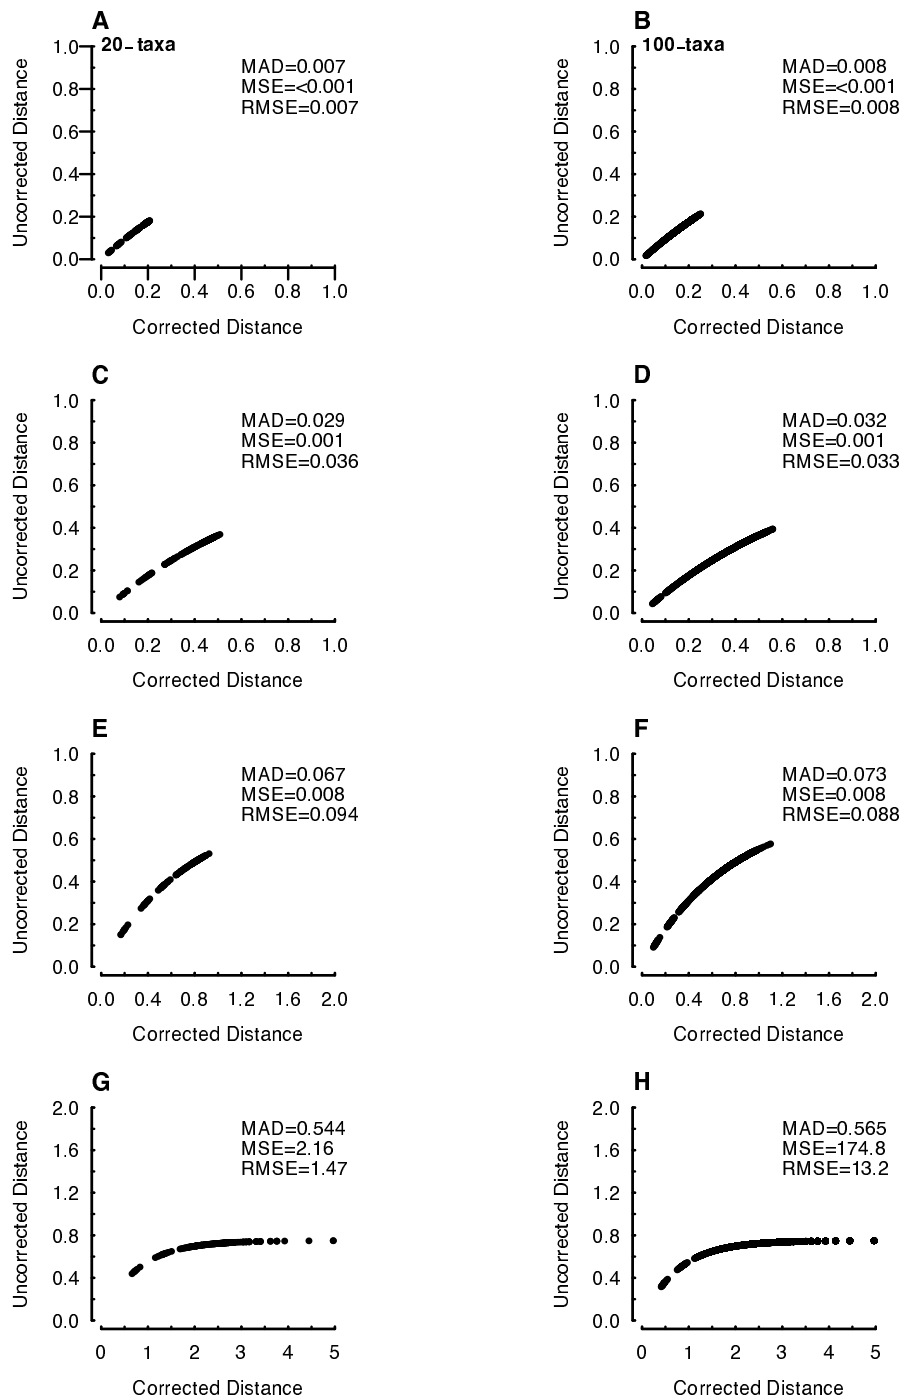 A
20-taxa
MAD=0.007
MSE=<0.001
RMSE=0.007
Uncorrected Distance
1.0
0.8
0.6
0.4
0.2
0.0
0.0 0.2 0.4 0.6 0.8 1.0
Corrected Distance
B
100-taxa
MAD=0.008
MSE=<0.001
RMSE=0.008
Uncorrected Distance
1.0
0.8
0.6
0.4
0.2
0.0
0.0 0.2 0.4 0.6 0.8 1.0
Corrected Distance
C
MAD=0.029
MSE=0.001
RMSE=0.036
Uncorrected Distance
1.0
0.8
0.6
0.4
0.2
0.0
0.0 0.2 0.4 0.6 0.8 1.0
Corrected Distance
D
MAD=0.032
MSE=0.001
RMSE=0.033
Uncorrected Distance
1.0
0.8
0.6
0.4
0.2
0.0
0.0 0.2 0.4 0.6 0.8 1.0
Corrected Distance
E
MAD=0.067
MSE=0.008
RMSE=0.094
Uncorrected Distance
1.0
0.8
0.6
0.4
0.2
0.0
0.0 0.4 0.8 1.2 1.6 2.0
Corrected Distance
F
MAD=0.073
MSE=0.008
RMSE=0.088
Uncorrected Distance
1.0
0.8
0.6
0.4
0.2
0.0
0.0 0.4 0.8 1.2 1.6 2.0
Corrected Distance
G
MAD=0.544
MSE=2.16
RMSE=1.47
Uncorrected Distance
2.0
1.6
1.2
0.8
0.4
0.0
0 1 2 3 4 5
Corrected Distance
H
MAD=0.565
MSE=174.8
RMSE=13.2
Uncorrected Distance
2.0
1.6
1.2
0.8
0.4
0.0
0 1 2 3 4 5
Corrected Distance